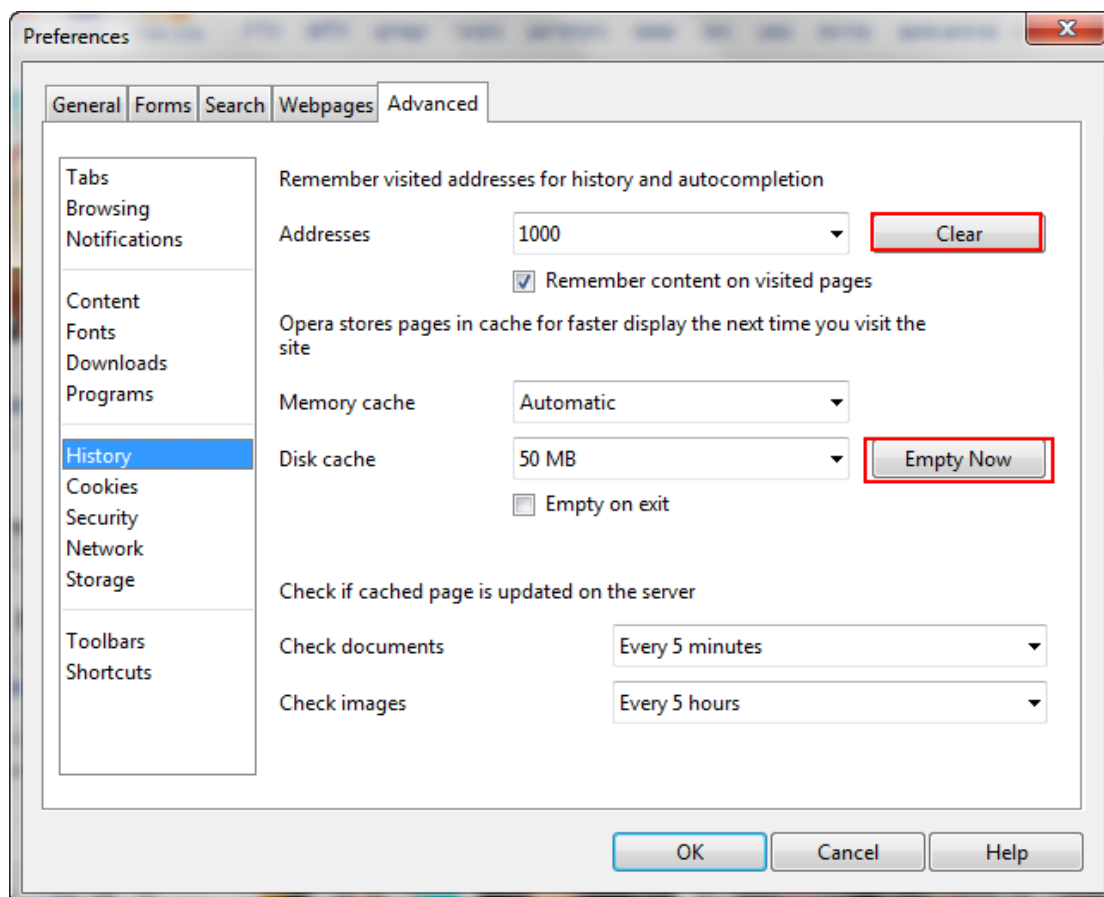 Preferences
General Forms Search Webpages Advanced
Tabs
Browsing
Notifications
Content
Fonts
Downloads
Programs
History
Cookies
Security
Network
Storage
Toolbars
Shortcuts
Remember visited addresses for history and autocompletion
Addresses 1000 Clear
Remember content on visited pages
Opera stores pages in cache for faster display the next time you visit the
site
Memory cache Automatic
Disk cache 50 MB Empty Now
Empty on exit
Check if cached page is updated on the server
Check documents Every 5 minutes
Check images Every 5 hours
OK Cancel Help